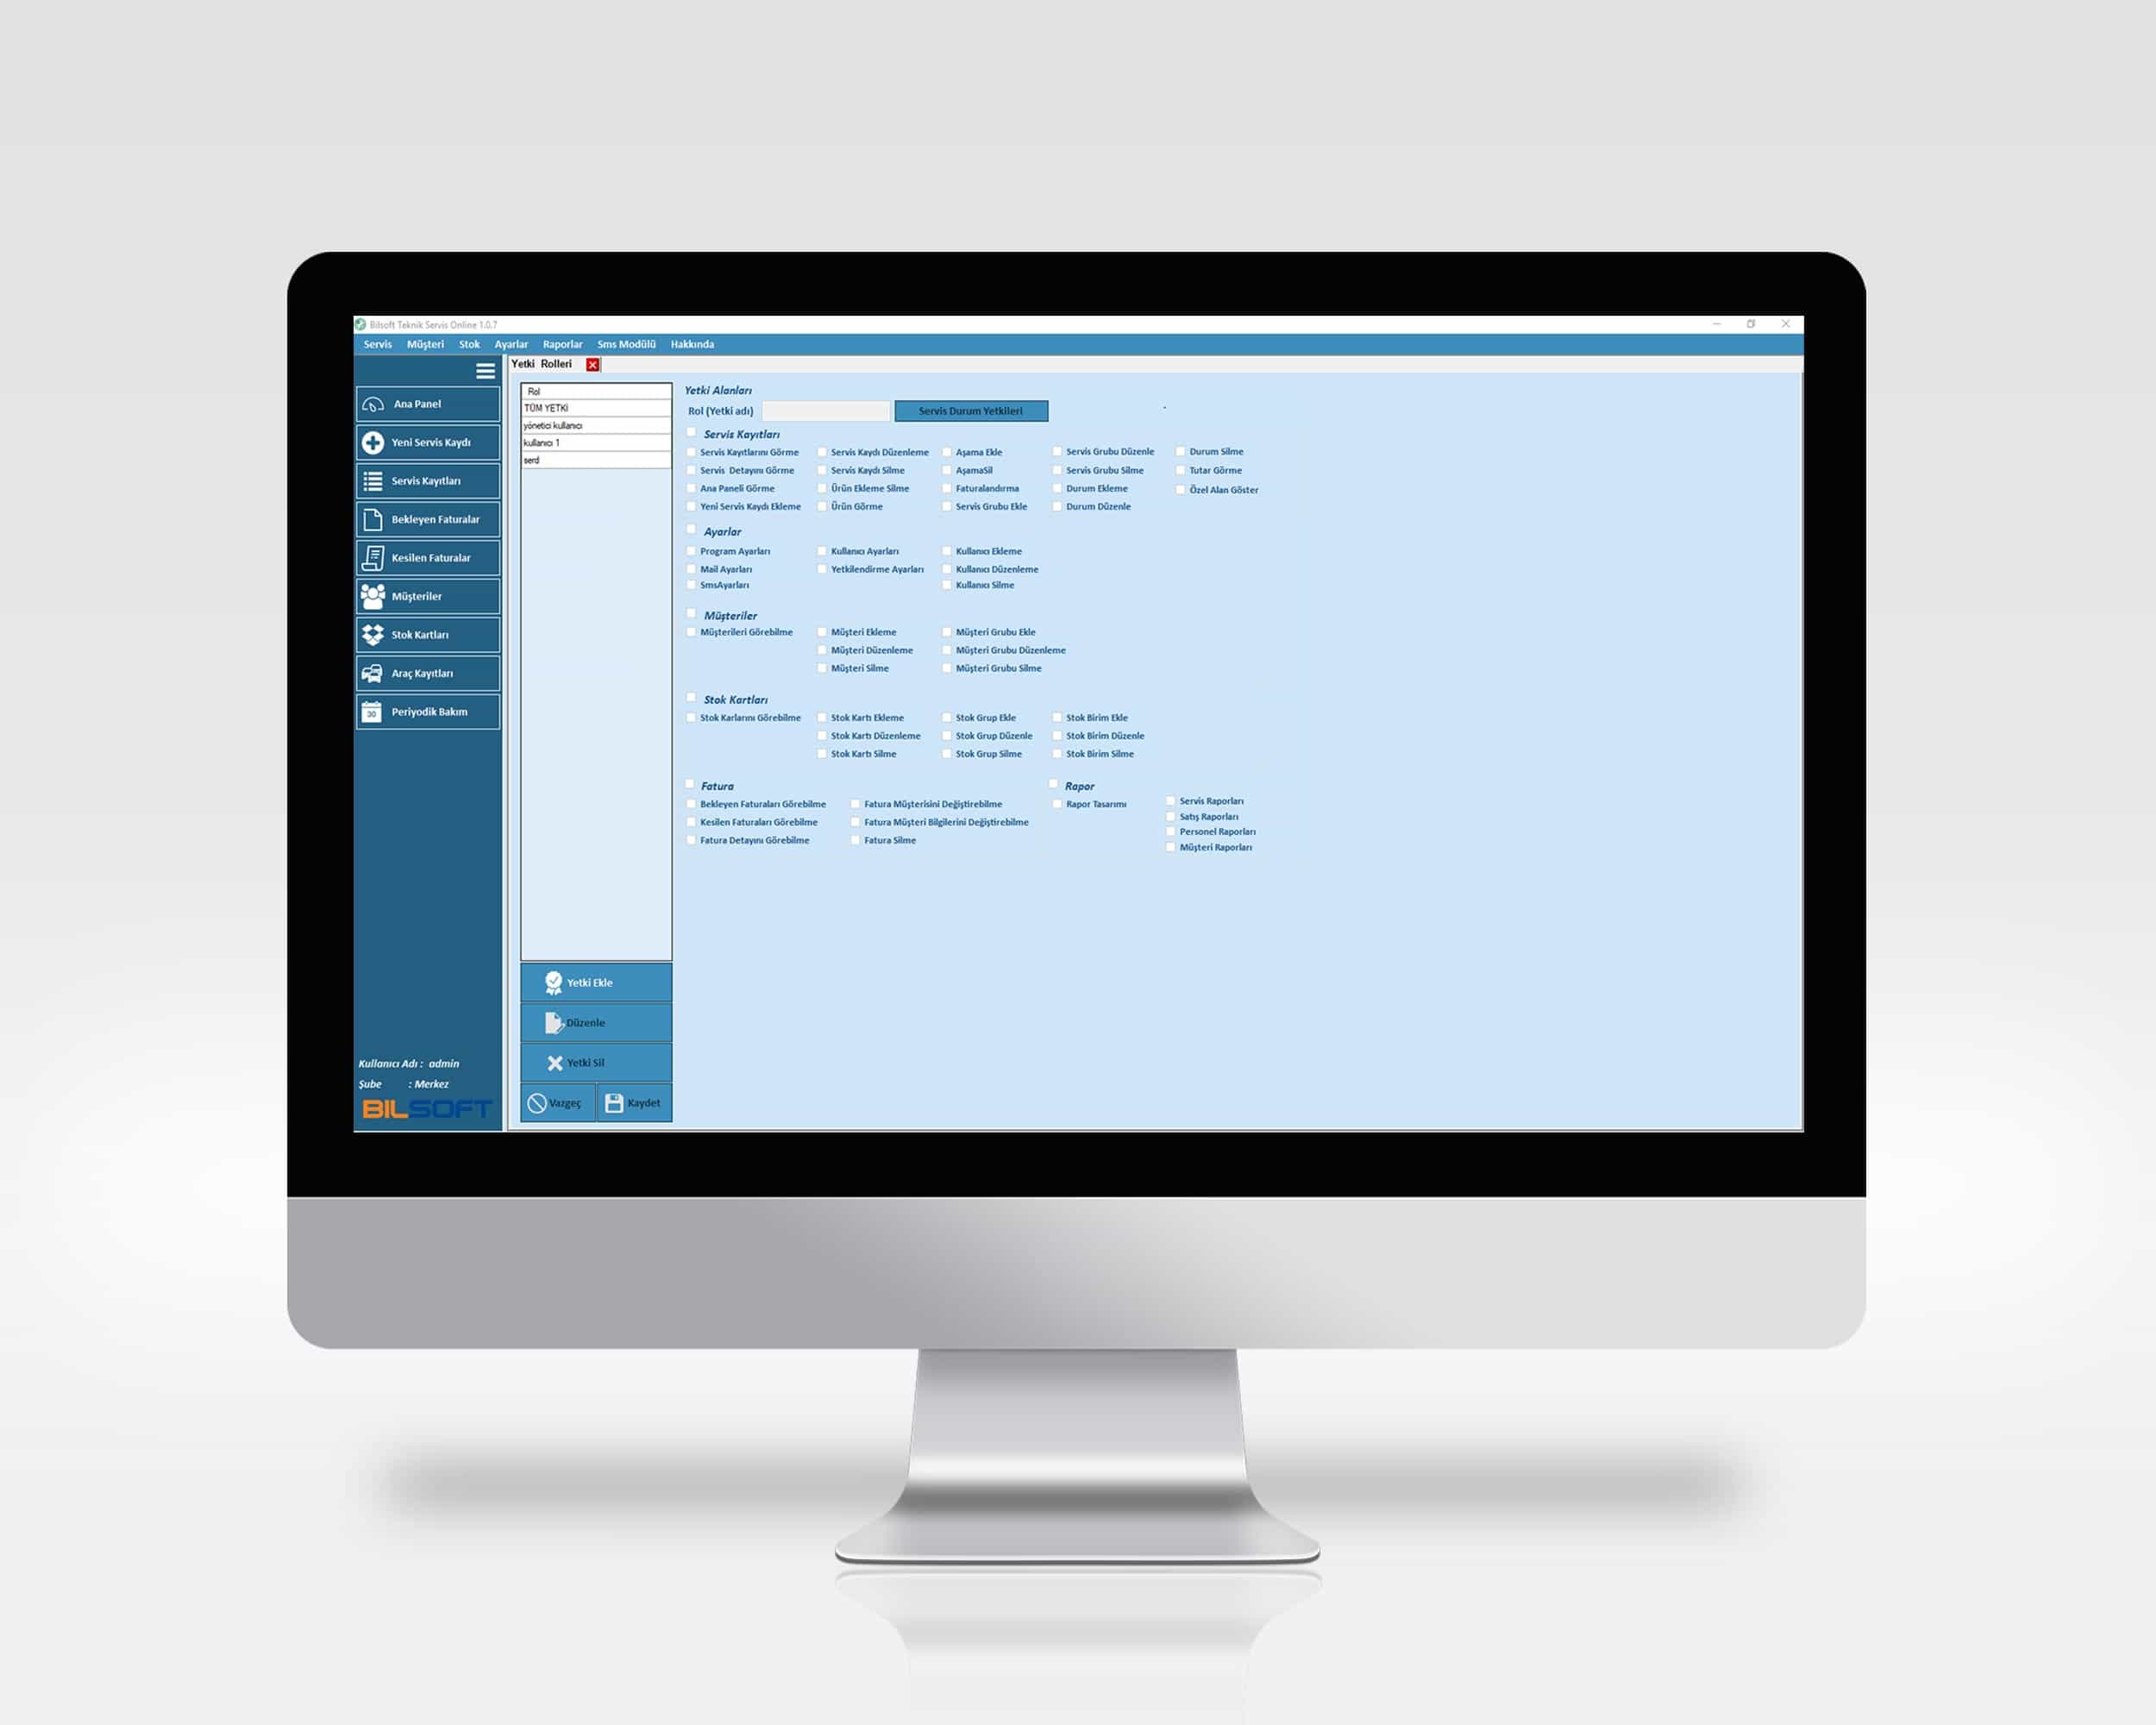 Bilsoft Teknik Servis Online 1.0.7
Servis Müşteri Stok Ayarlar Raporlar Sms Modülü Hakkında
Yetki Rolleri
Ana Panel
Yeni Servis Kaydı
Servis Kayıtları
Bekleyen Faturalar
Kesilen Faturalar
Müşteriler
Stok Kartları
Araç Kayıtları
30
Periyodik Bakım
Kullanıcı Adı : admin
Şube : Merkez
BILSOFT
Rol
TÜM YETKİ
yönetici kullanıcı
kullanıcı 1
serd
Yetki Ekle
Düzenle
Yetki Sil
Vazgeç Kaydet
Yetki Alanları
Rol (Yetki adı) Servis Durum Yetkileri
Servis Kayıtları
Servis Kayıtlarını Görme Servis Kaydı Düzenleme Aşama Ekle Servis Grubu Düzenle Durum Silme
Servis Detayını Görme Servis Kaydı Silme AşamaSil Servis Grubu Silme Tutar Görme
Ana Paneli Görme Ürün Ekleme Silme Faturalandırma Durum Ekleme Özel Alan Göster
Yeni Servis Kaydı Ekleme Ürün Görme Servis Grubu Ekle Durum Düzenle
Ayarlar
Program Ayarları Kullanıcı Ayarları Kullanıcı Ekleme
Mail Ayarları Yetkilendirme Ayarları Kullanıcı Düzenleme
SmsAyarları Kullanıcı Silme
Müşteriler
Müşterileri Görebilme Müşteri Ekleme Müşteri Grubu Ekle
Müşteri Düzenleme Müşteri Grubu Düzenleme
Müşteri Silme Müşteri Grubu Silme
Stok Kartları
Stok Karlarını Görebilme Stok Kartı Ekleme Stok Grup Ekle Stok Birim Ekle
Stok Kartı Düzenleme Stok Grup Düzenle Stok Birim Düzenle
Stok Kartı Silme Stok Grup Silme Stok Birim Silme
Fatura Rapor
Bekleyen Faturaları Görebilme Fatura Müşterisini Değiştirebilme Rapor Tasarımı Servis Raporları
Satış Raporları
Kesilen Faturaları Görebilme Fatura Müşteri Bilgilerini Değiştirebilme
Personel Raporları
Fatura Detayını Görebilme Fatura Silme
Müşteri Raporları